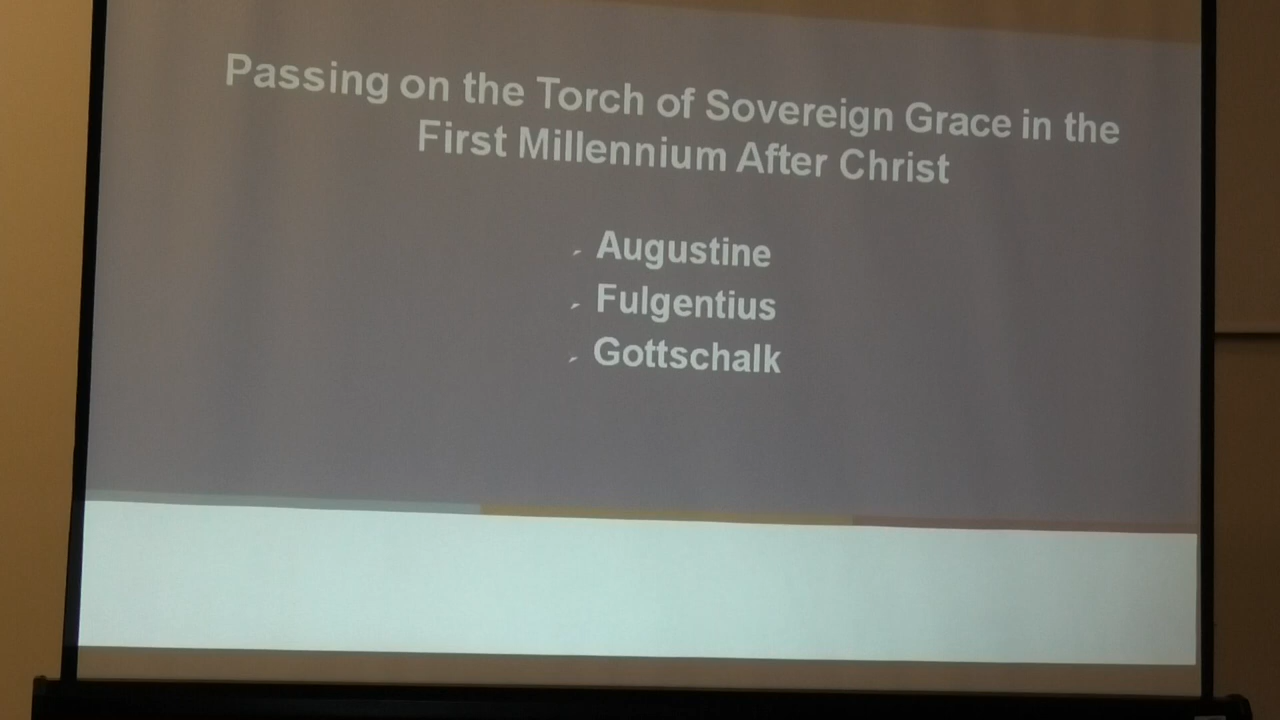 Passing on the Torch of Sovereign Grace in the
First Millennium After Christ
Augustine
Fulgentius
Gottschalk